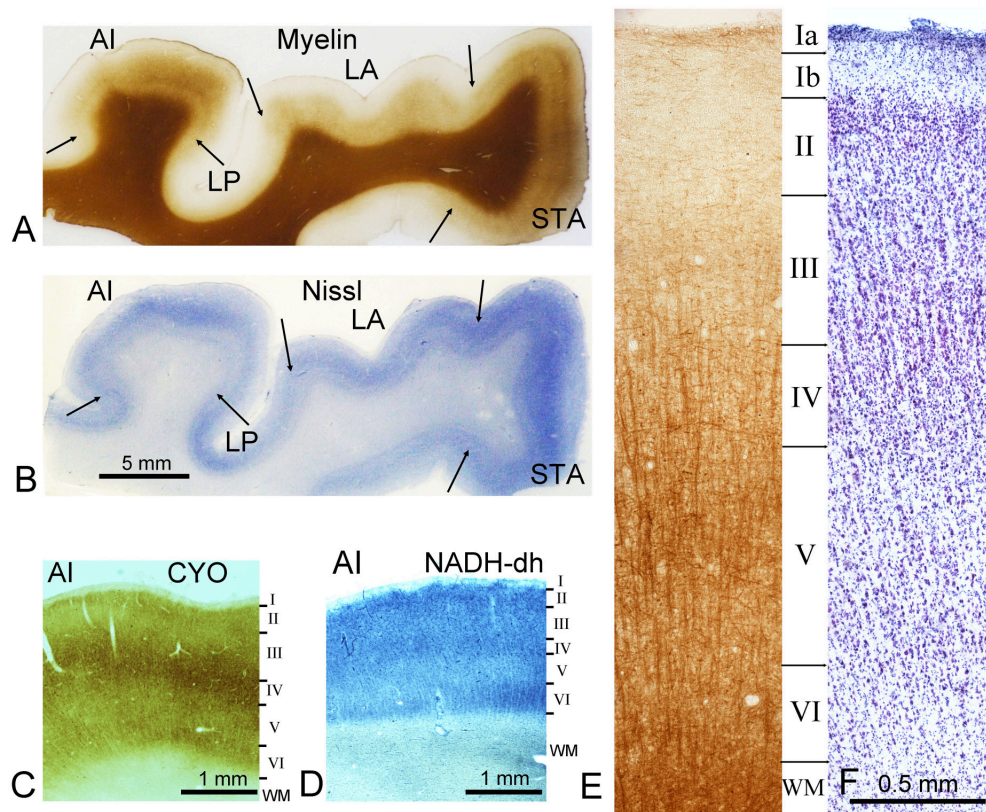 AI
Myelin
LA
LP
STA
A
AI
Nissl
LA
LP
STA
B
5 mm
AI
CYO
I
II
III
IV
V
VI
WM
C
1 mm
AI
NADH-dh
I
II
III
IV
V
VI
WM
D
1 mm
Ia
Ib
II
III
IV
V
VI
WM
E
F
0.5 mm